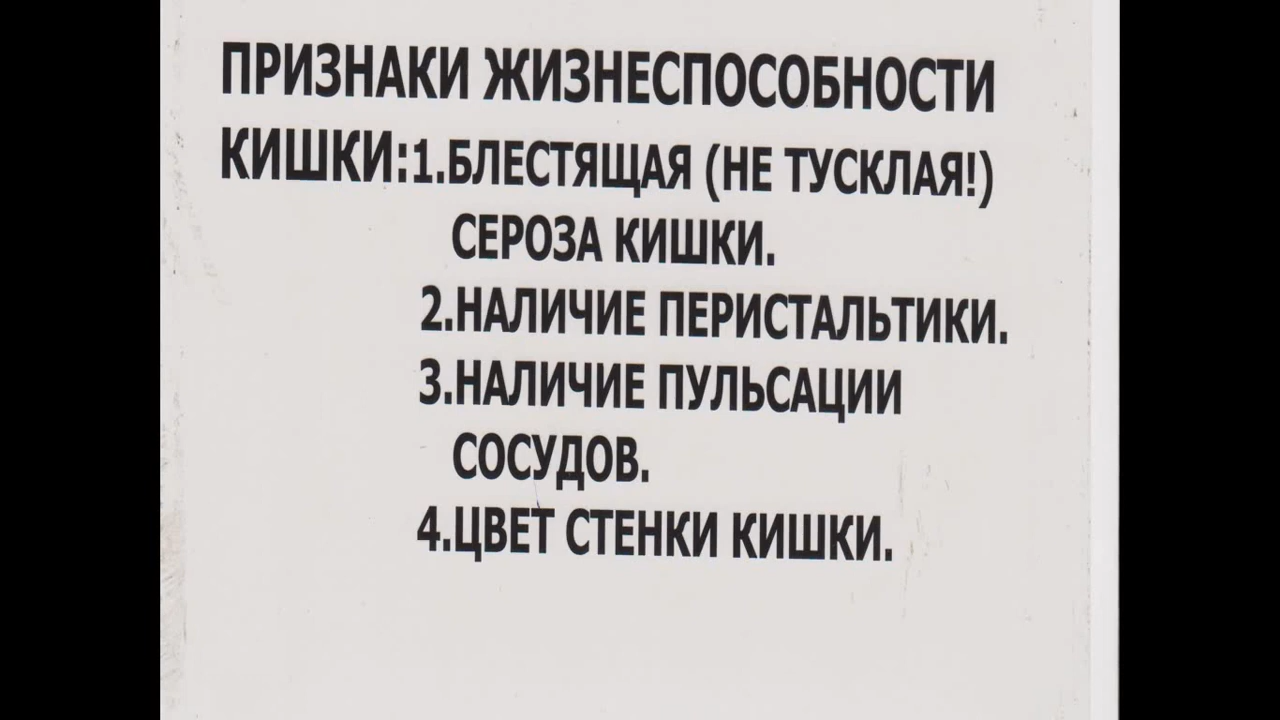 ПРИЗНАКИ ЖИЗНЕСПОСОБНОСТИ
КИШКИ:1.БЛЕСТЯЩАЯ (НЕ ТУСКЛАЯ!)
СЕРОЗА КИШКИ.
2.НАЛИЧИЕ ПЕРИСТАЛЬТИКИ.
3.НАЛИЧИЕ ПУЛЬСАЦИИ
СОСУДОВ.
4.ЦВЕТ СТЕНКИ КИШКИ.